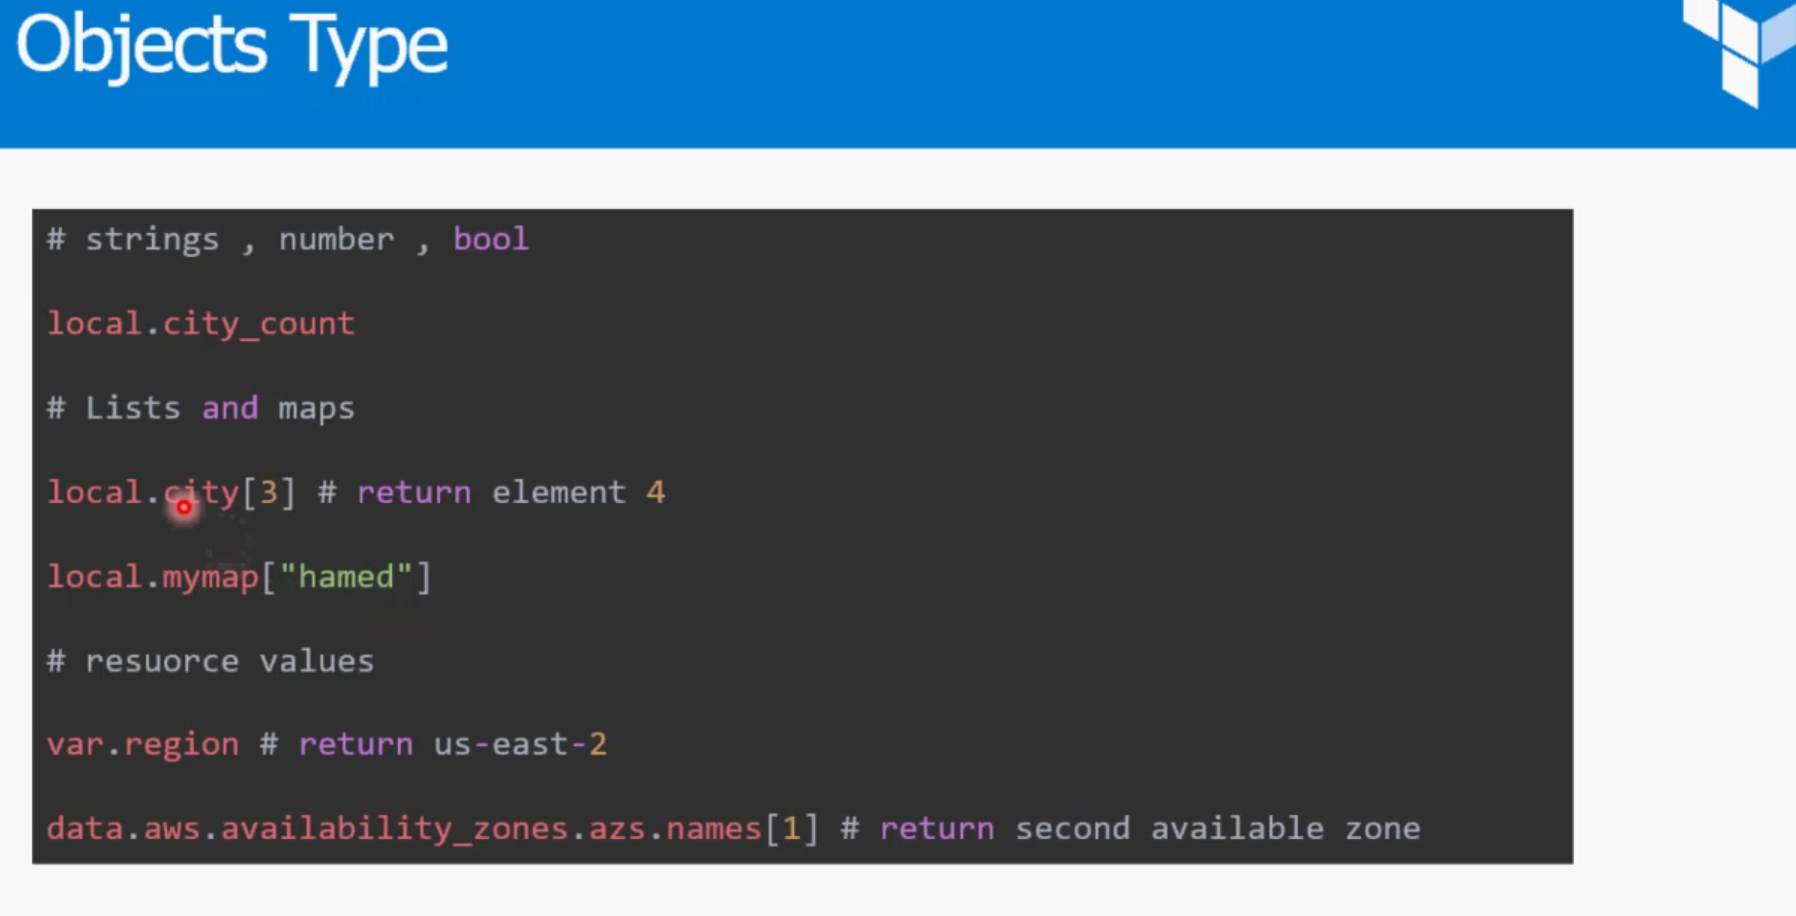 Objects Type
# strings , number , bool
local.city_count
# Lists and maps
local.city[3] # return element 4
local.mymap["hamed"]
# resuorce values
var.region # return us-east-2
data.aws.availability_zones.azs.names[1] # return second available zone